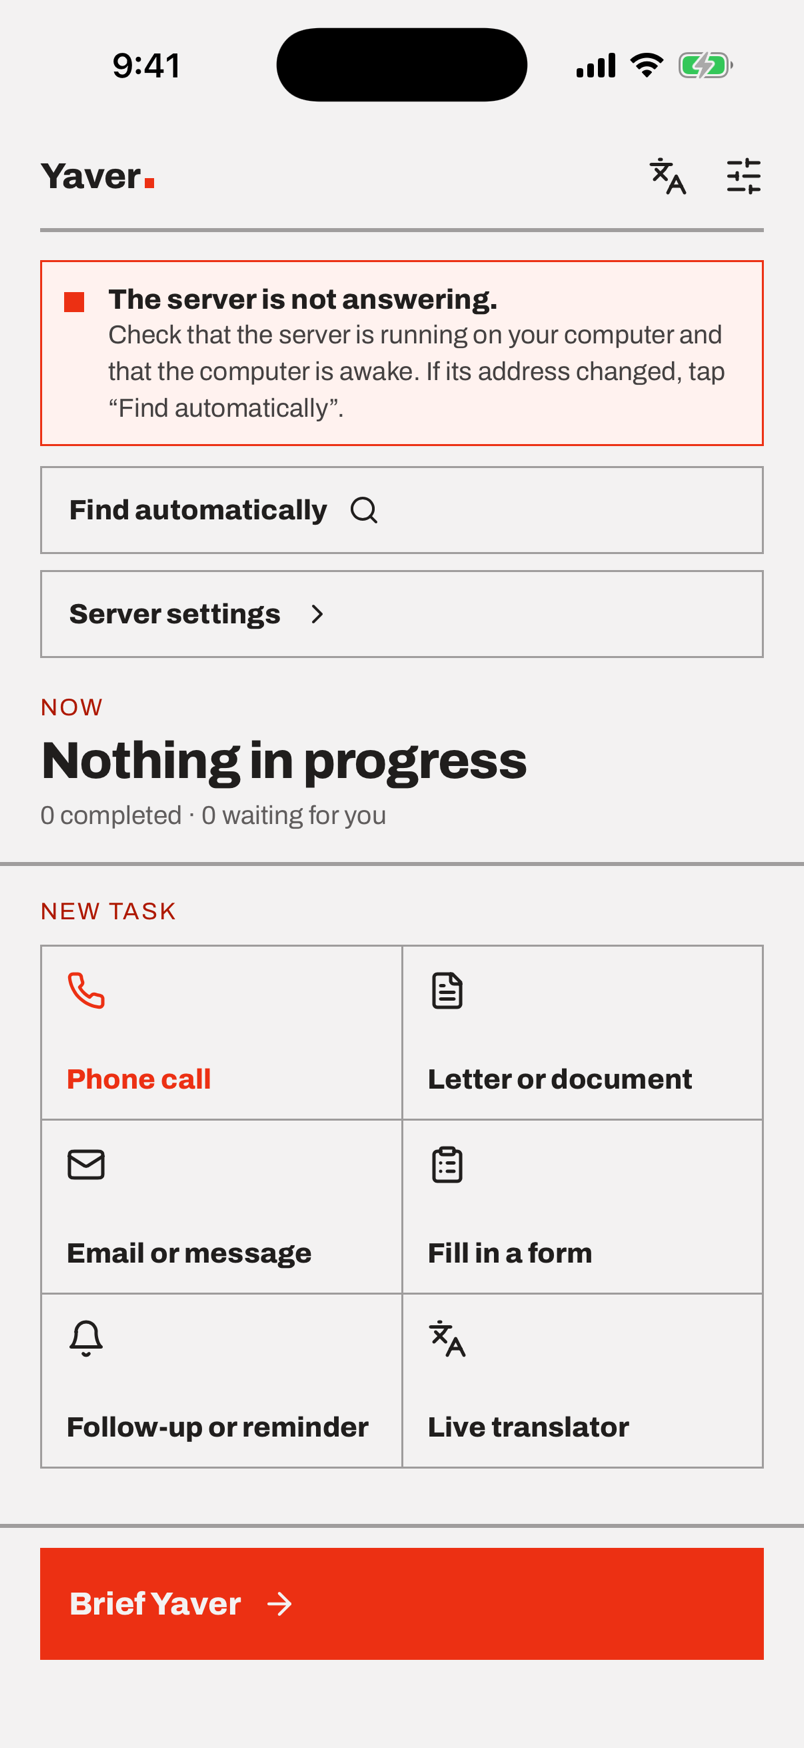 9:41
Yaver.
The server is not answering.
Check that the server is running on your computer and
that the computer is awake. If its address changed, tap
“Find automatically”.
Find automatically
Server settings
NOW
Nothing in progress
0 completed · 0 waiting for you
NEW TASK
Phone call
Letter or document
Email or message
Fill in a form
Follow-up or reminder
Live translator
Brief Yaver